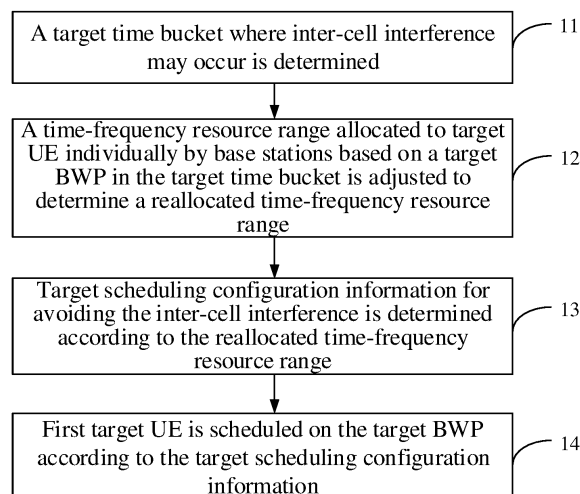 A target time bucket where inter-cell interference
may occur is determined
11
A time-frequency resource range allocated to target
UE individually by base stations based on a target
BWP in the target time bucket is adjusted to
determine a reallocated time-frequency resource
range
12
Target scheduling configuration information for
avoiding the inter-cell interference is determined
according to the reallocated time-frequency
resource range
13
First target UE is scheduled on the target BWP
according to the target scheduling configuration
information
14